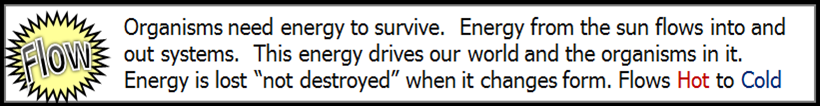 Flow
Organisms need energy to survive.  Energy from the sun flows into and
out systems.  This energy drives our world and the organisms in it.
Energy is lost “not destroyed” when it changes form. Flows Hot to Cold